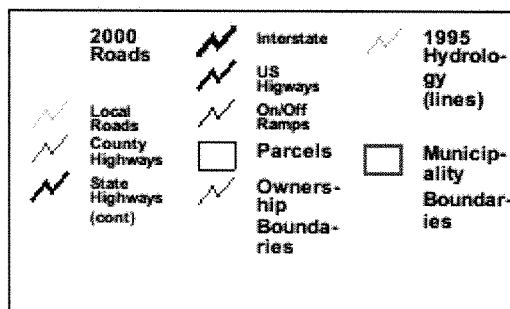 2000
Roads
Local
Roads
County
Highways
State
Highways
(cont)
Interstate
US
Higways
On/Off
Ramps
Parcels
Owners-
hip
Bounda-
ries
1995
Hydrolo-
gy
(lines)
Municip-
ality
Boundar-
ies